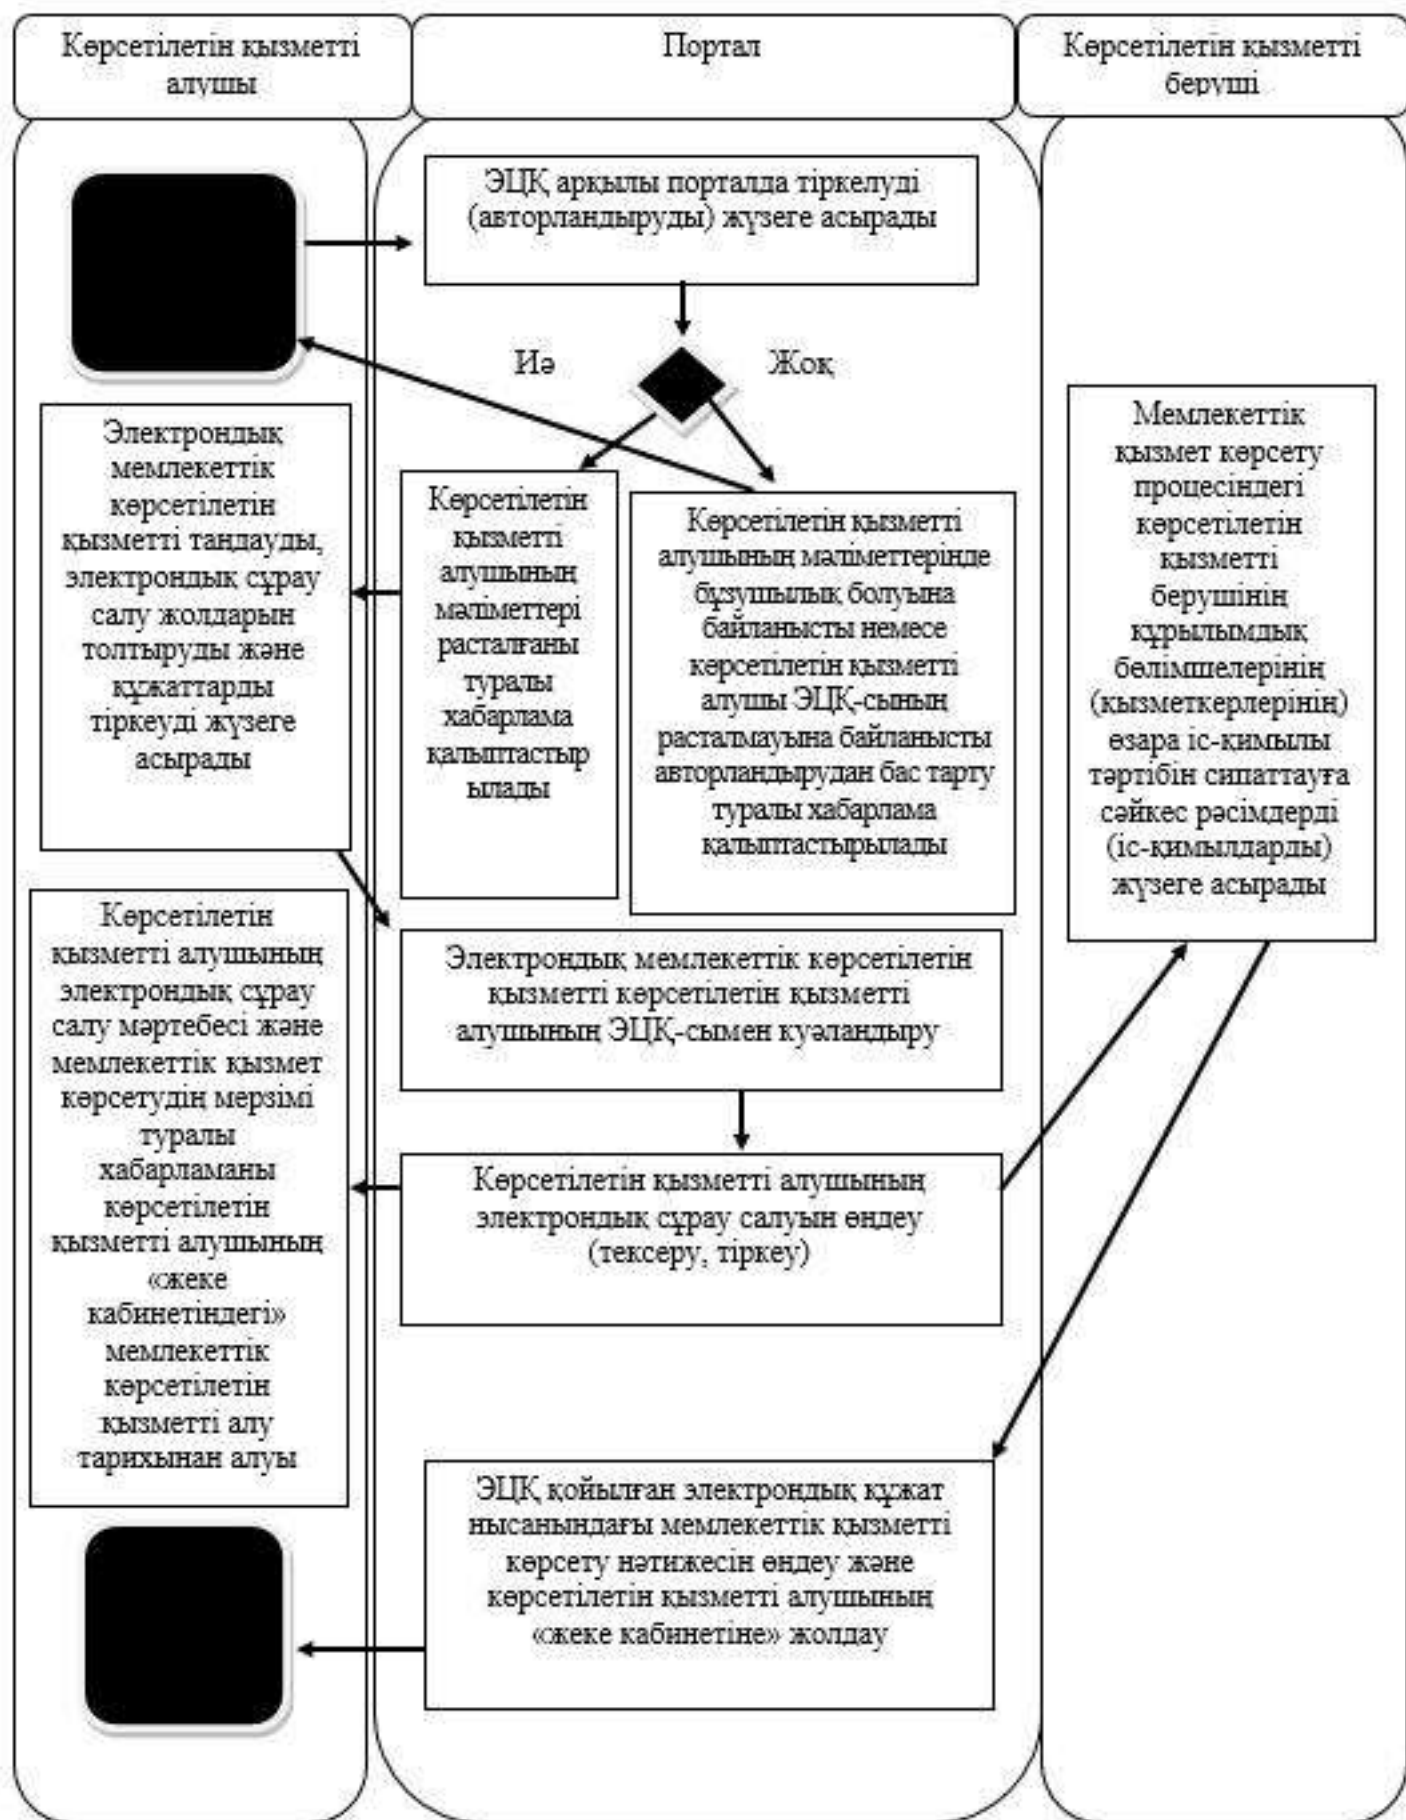 Көрсетілетін қызметті
алушы
Портал
Көрсетілетін қызметті
беруші
ЭЦҚ арқылы порталда тіркелуді
(авторландыруды) жүзеге асырады
Иә
Жоқ
Электрондық
мемлекеттік
көрсетілетін
қызметті таңдауды,
электрондық сұрау
салу жолдарын
толтыруды және
құжаттарды
тіркеуді жүзеге
асырады
Көрсетілетін
қызметті
алушының
мәліметтері
расталғаны
туралы
хабарлама
қалыптастыр
ылады
Көрсетілетін қызметті
алушының мәліметтерінде
бұзушылық болуына
байланысты немесе
көрсетілетін қызметті
алушы ЭЦҚ-сының
расталмауына байланысты
авторландырудан бас тарту
туралы хабарлама
қалыптастырылады
Мемлекеттік
қызмет көрсету
процесіндегі
көрсетілетін
қызметті
берушінің
құрылымдық
бөлімшелерінің
(қызметкерлерінің)
өзара іс-қимылы
тәртібін сипаттауға
сәйкес рәсімдерді
(іс-қимылдарды)
жүзеге асырады
Көрсетілетін
қызметті алушының
электрондық сұрау
салу мәртебесі және
мемлекеттік қызмет
көрсетудің мерзімі
туралы
хабарламаны
көрсетілетін
қызметті алушының
«жеке
кабинетіндегі»
мемлекеттік
көрсетілетін
қызметті алу
тарихынан алуы
Электрондық мемлекеттік көрсетілетін
қызметті көрсетілетін қызметті
алушының ЭЦҚ-сымен куәландыру
Көрсетілетін қызметті алушының
электрондық сұрау салуын өңдеу
(тексеру, тіркеу)
ЭЦҚ қойылған электрондық құжат
нысанындағы мемлекеттік қызметті
көрсету нәтижесін өңдеу және
көрсетілетін қызметті алушының
«жеке кабинетіне» жолдау